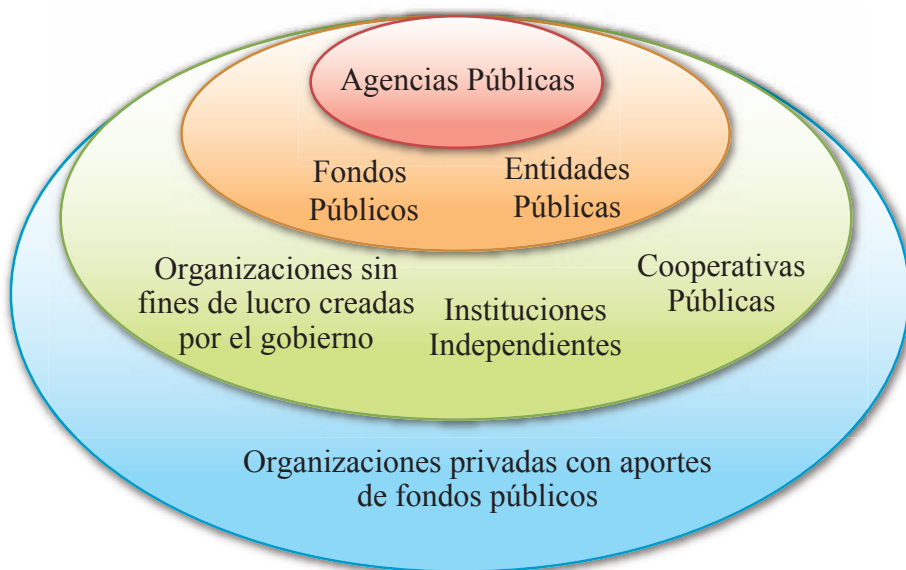 Agencias Públicas
Fondos
Públicos
Entidades
Públicas
Organizaciones sin
fines de lucro creadas
por el gobierno
Instituciones
Independientes
Cooperativas
Públicas
Organizaciones privadas con aportes
de fondos públicos